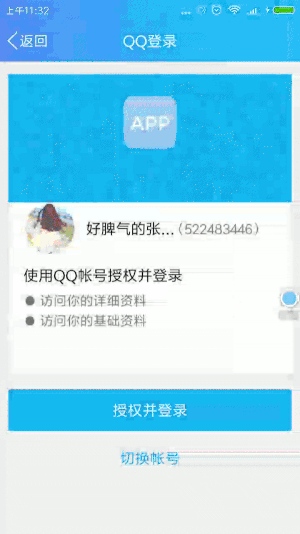 上午11:32
返回
QQ登录
APP
好脾气的张...（522483446）
使用QQ帐号授权并登录
访问你的详细资料
访问你的基础资料
授权并登录
切换帐号